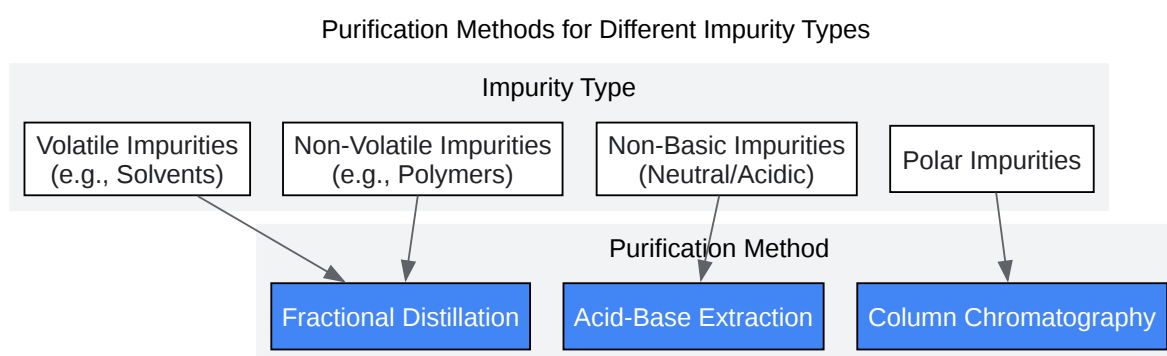 Purification Methods for Different Impurity Types
Impurity Type
Volatile Impurities
(e.g., Solvents)
Non-Volatile Impurities
(e.g., Polymers)
Non-Basic Impurities
(Neutral/Acidic)
Polar Impurities
Purification Method
Fractional Distillation
Acid-Base Extraction
Column Chromatography